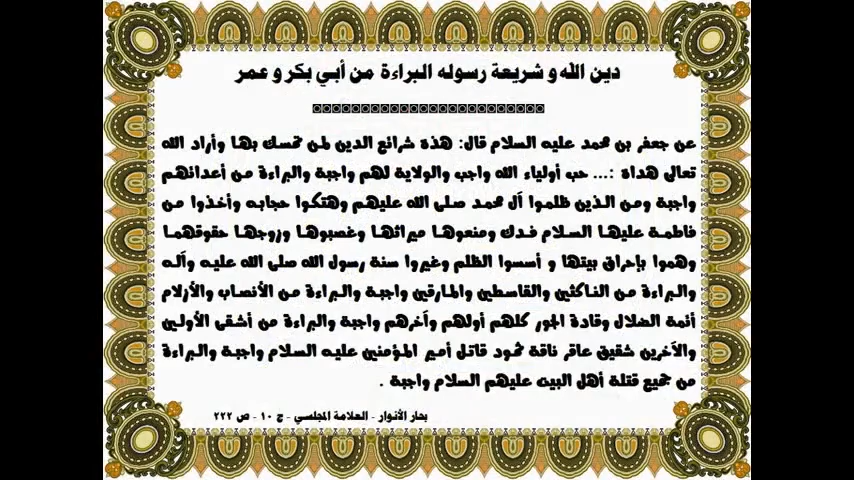 دين الله و شريعة رسوله البراءة من أبي بكر و عمر
عن جعفر بن محمد عليه السلام قال: هذه شرائع الدين لمن تمسك بها وأراد الله
تعالى هداه :... حب أولياء الله واجب والولاية لهم واجبة والبراءة من أعدائهم
واجبة ومن الذين ظلموا آل محمد صلى الله عليهم وهتكوا حجابه وأخذوا من
فاطمة عليها السلام فدك ومنعوها ميراثها وغصبوها وزوجها حقوقهما
وهموا بإحراق بيتها و أسسوا الظلم وغيروا سنة رسول الله صلى الله عليه وآله
والبراءة من الناكثين والقاسطين والمارقين واجبة والبراءة من الأنصاب والأزلام
أئمة الضلال وقادة الجور كلهم أولهم وآخرهم واجبة والبراءة من أشقى الأولين
والآخرين شقيق عاقر ناقة ثمود قاتل أمير المؤمنين عليه السلام واجبة والبراءة
من جميع قتلة أهل البيت عليهم السلام واجبة .
بحار الأنوار - العلامة المجلسي - ج ١٠ - ص ٢٢٢